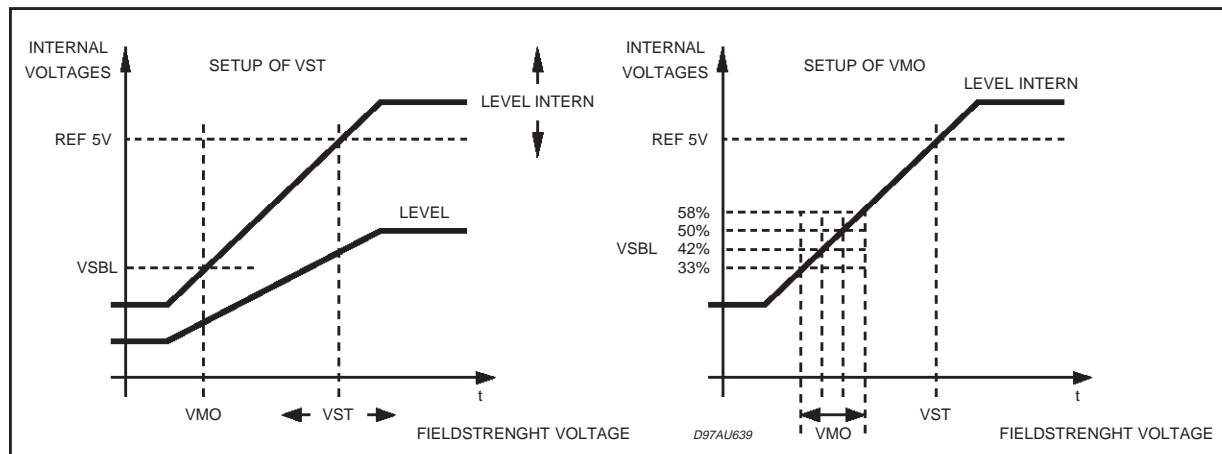 INTERNAL
VOLTAGES
SETUP OF VST
LEVEL INTERN
REF 5V
LEVEL
VSBL
t
VMO
VST
FIELDSTRENGHT VOLTAGE
INTERNAL
VOLTAGES
SETUP OF VMO
LEVEL INTERN
REF 5V
58%
50%
VSBL 42%
33%
t
VMO
VST
D97AU639
FIELDSTRENGHT VOLTAGE